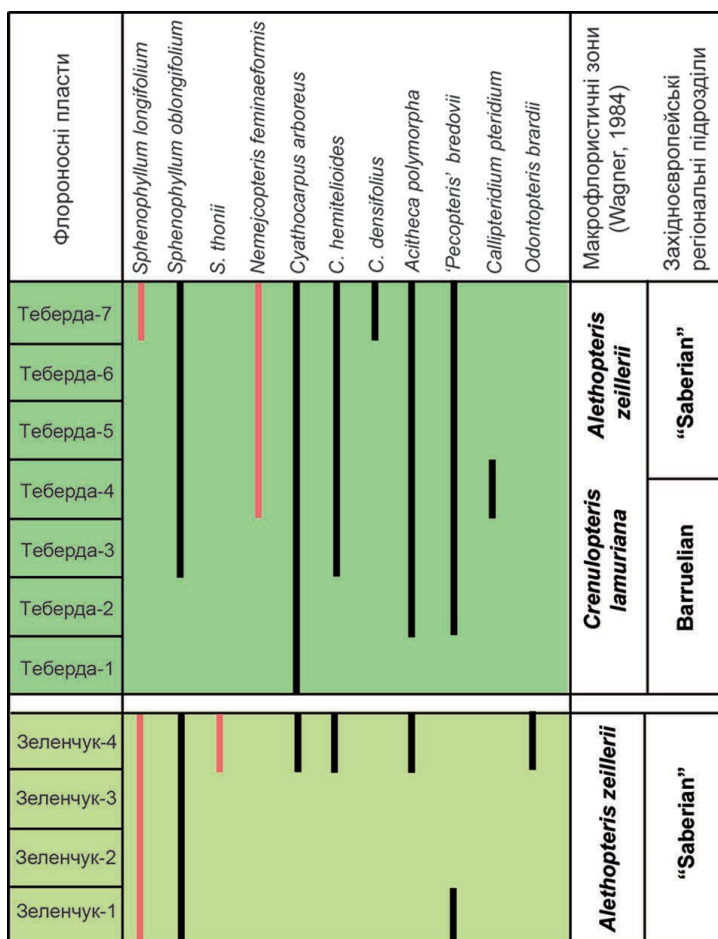 Флороносні пласти
Sphenophyllum longifolium
Sphenophyllum oblongifolium
S. thonii
Nemejcopteris feminaeformis
Cyathocarpus arboreus
C. hemitelioides
C. densifolius
Acitheca polymorpha
'Pecopteris' bredovii
Callipteridium pteridium
Odontopteris brardii
Макрофлористичні зони
(Wagner, 1984)
Західноєвропейські
регіональні підрозділи
Теберда-7
Теберда-6
Теберда-5
Теберда-4
Теберда-3
Теберда-2
Теберда-1
Alethopteris
zeillerii
Crenulopteris
lamuriana
“Saberian”
Barruelian
Зеленчук-4
Зеленчук-3
Зеленчук-2
Зеленчук-1
Alethopteris zeillerii
“Saberian”